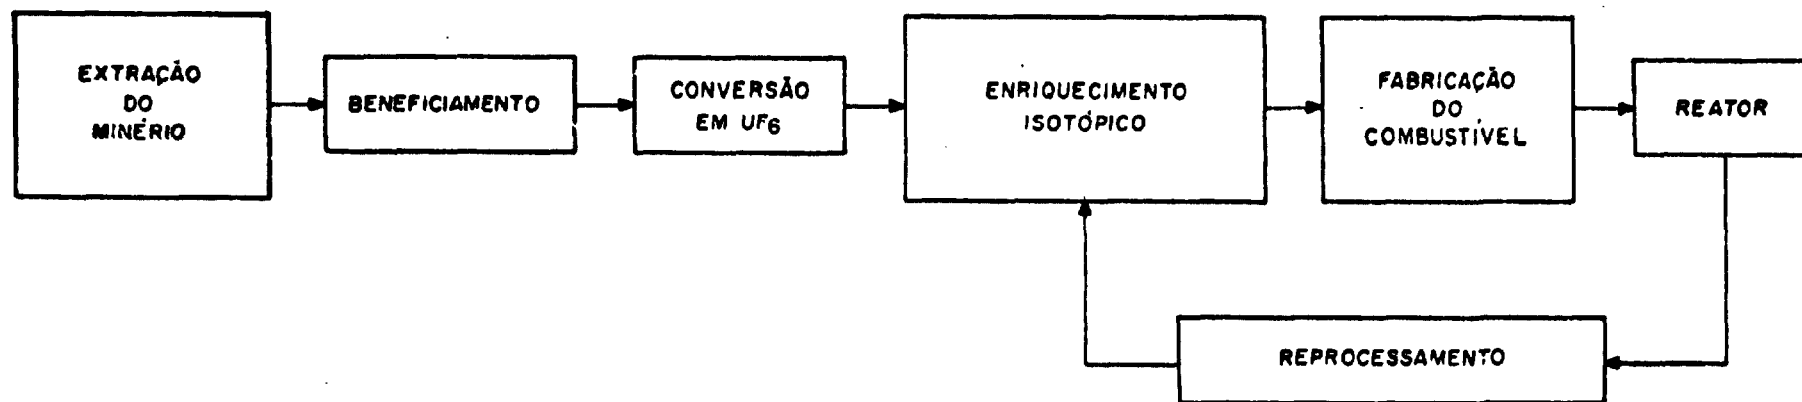 EXTRAÇÃO
DO
MINÉRIO
BENEFICIAMENTO
CONVERSÃO
EM UF6
ENRIQUECIMENTO
ISOTÓPICO
FABRICAÇÃO
DO
COMBUSTÍVEL
REATOR
REPROCESSAMENTO